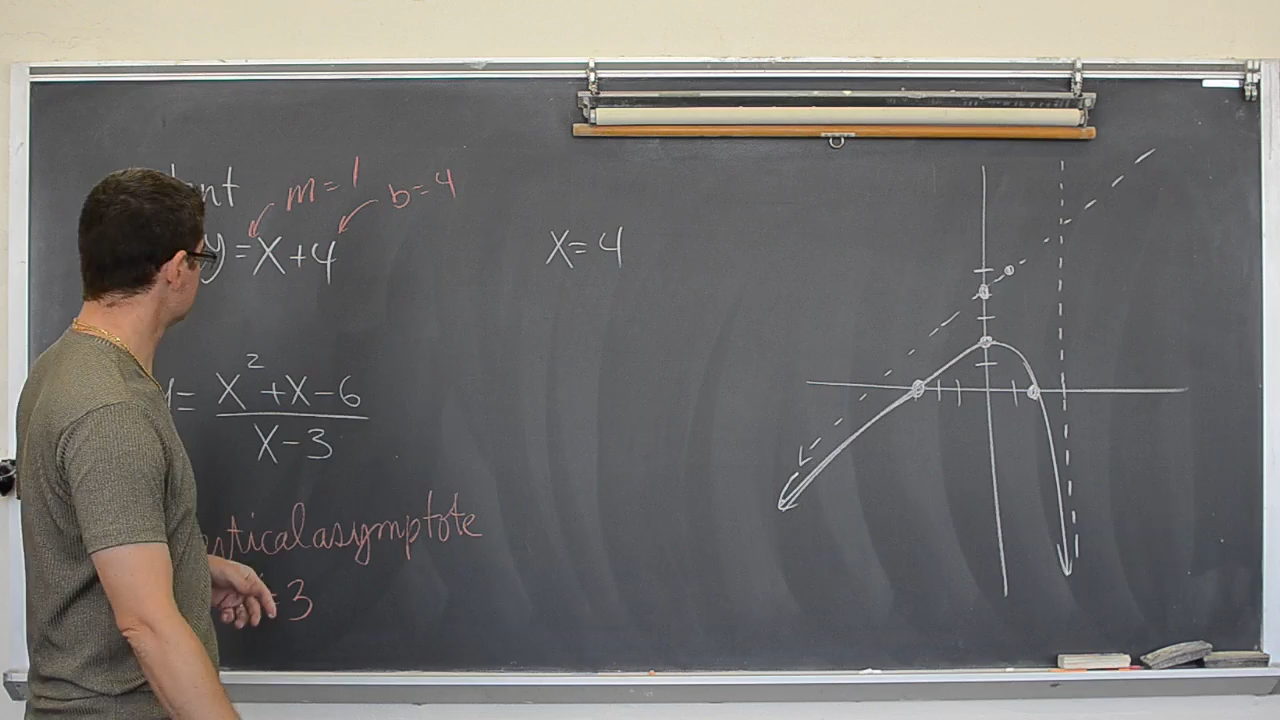 m=1
b=4
y=x+4
x=4
x²+x-6
x-3
asymptote
3